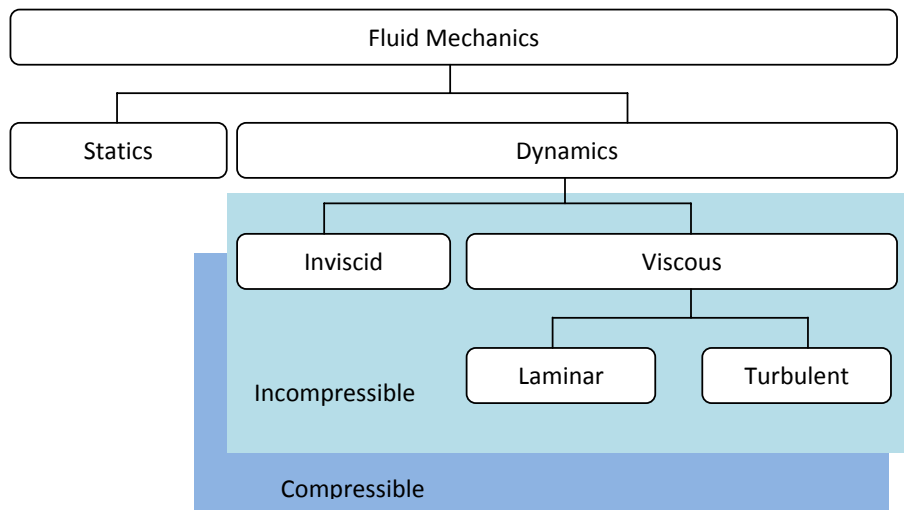 Fluid Mechanics
Statics
Dynamics
Inviscid
Viscous
Laminar
Turbulent
Incompressible
Compressible